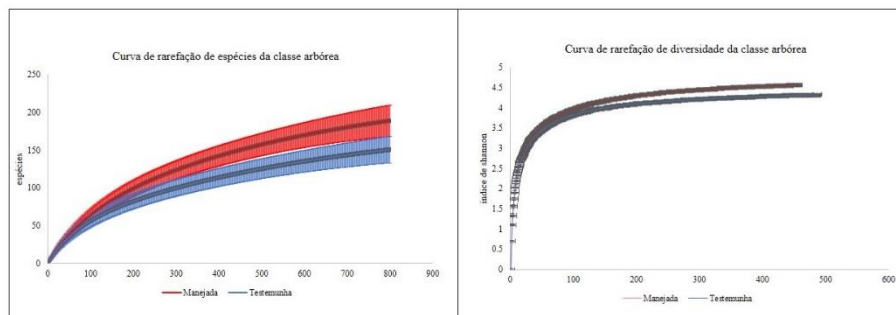 Curva de rarefação de espécies da classe arbórea
250
200
150
100
50
0
espécies
0 100 200 300 400 500 600 700 800 900
Manejada Testemunha
Curva de rarefação de diversidade da classe arbórea
5
4.5
4
3.5
3
2.5
2
1.5
1
0.5
0
índice de shannon
0 100 200 300 400 500 600
Manejada Testemunha